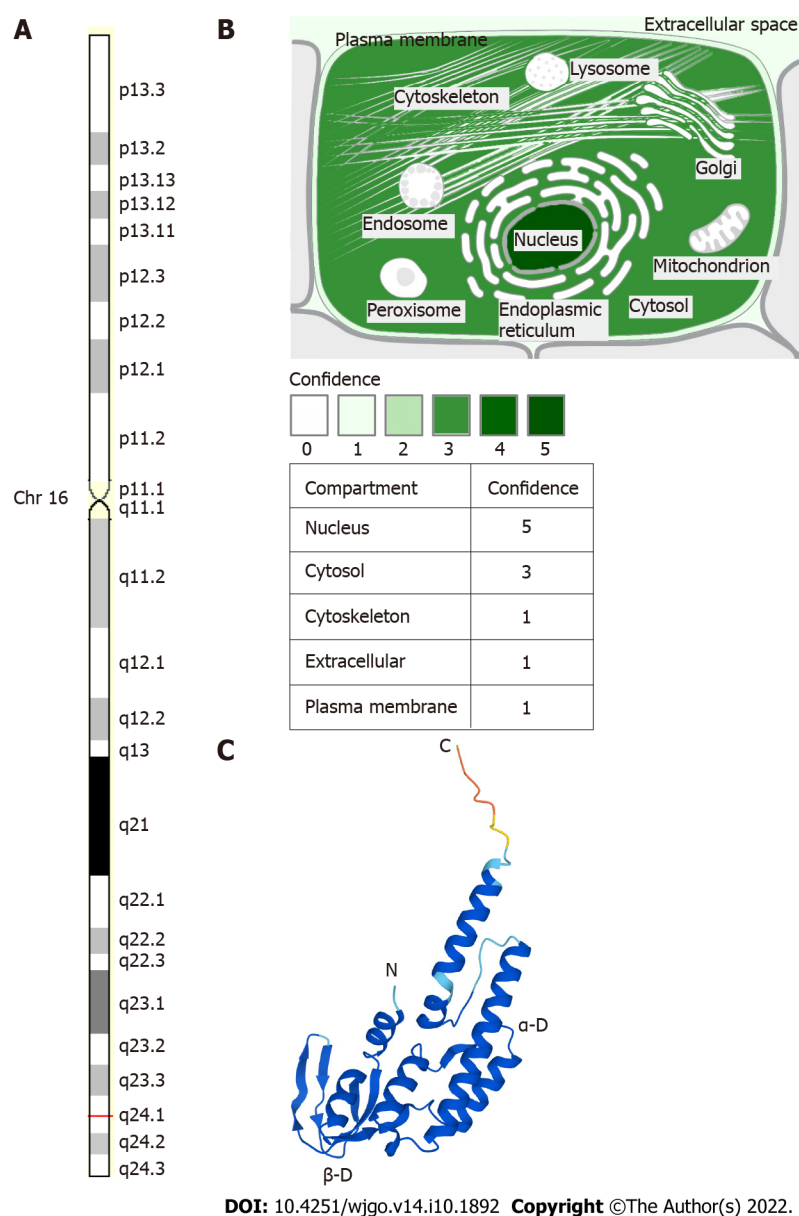 A
p13.3
p13.2
p13.13
p13.12
p13.11
p12.3
p12.2
p12.1
p11.2
Chr 16
p11.1
q11.1
q11.2
q12.1
q12.2
q13
q21
q22.1
q22.2
q22.3
q23.1
q23.2
q23.3
q24.1
q24.2
q24.3
B
Extracellular space
Plasma membrane
Lysosome
Cytoskeleton
Golgi
Endosome
Nucleus
Mitochondrion
Peroxisome
Endoplasmic
reticulum
Cytosol
Confidence
0 1 2 3 4 5
Compartment Confidence
Nucleus 5
Cytosol 3
Cytoskeleton 1
Extracellular 1
Plasma membrane 1
C
C
N
α-D
β-D
DOI: 10.4251/wjgo.v14.i10.1892 Copyright ©The Author(s) 2022.